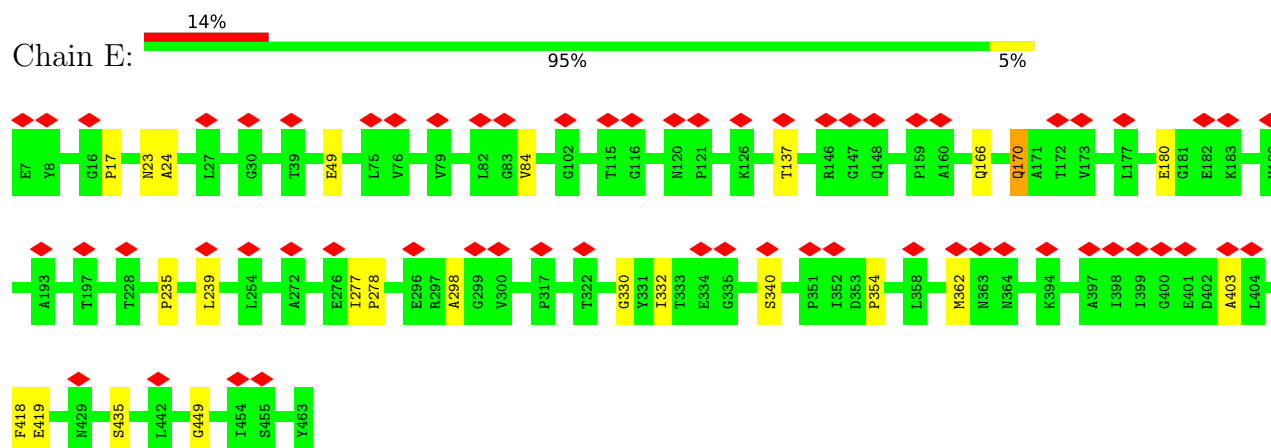 14%
Chain E:
95% 5%
E7 Y8 G16 P17 N23 A24 L27 G30 I39 E49 L75 V76 V79 L82 G83 V84 G102 T115 G116 N120 P121 K126 T137 R146 G147 Q148 P159 A160 Q166 Q170 A171 T172 V173 L177 E180 G181 E182 K183
A193 T197 T228 P235 L239 L254 A272 E276 I277 P278 E296 R297 A298 G299 V300 P317 T322 G330 Y331 I332 T333 E334 G335 S340 P351 I352 D353 P354 L358 M362 N363 N364 K394 A397 I398 I399 G400 E401 D402 A403 L404
F418 E419 N429 S435 L442 G449 I454 S455 Y463